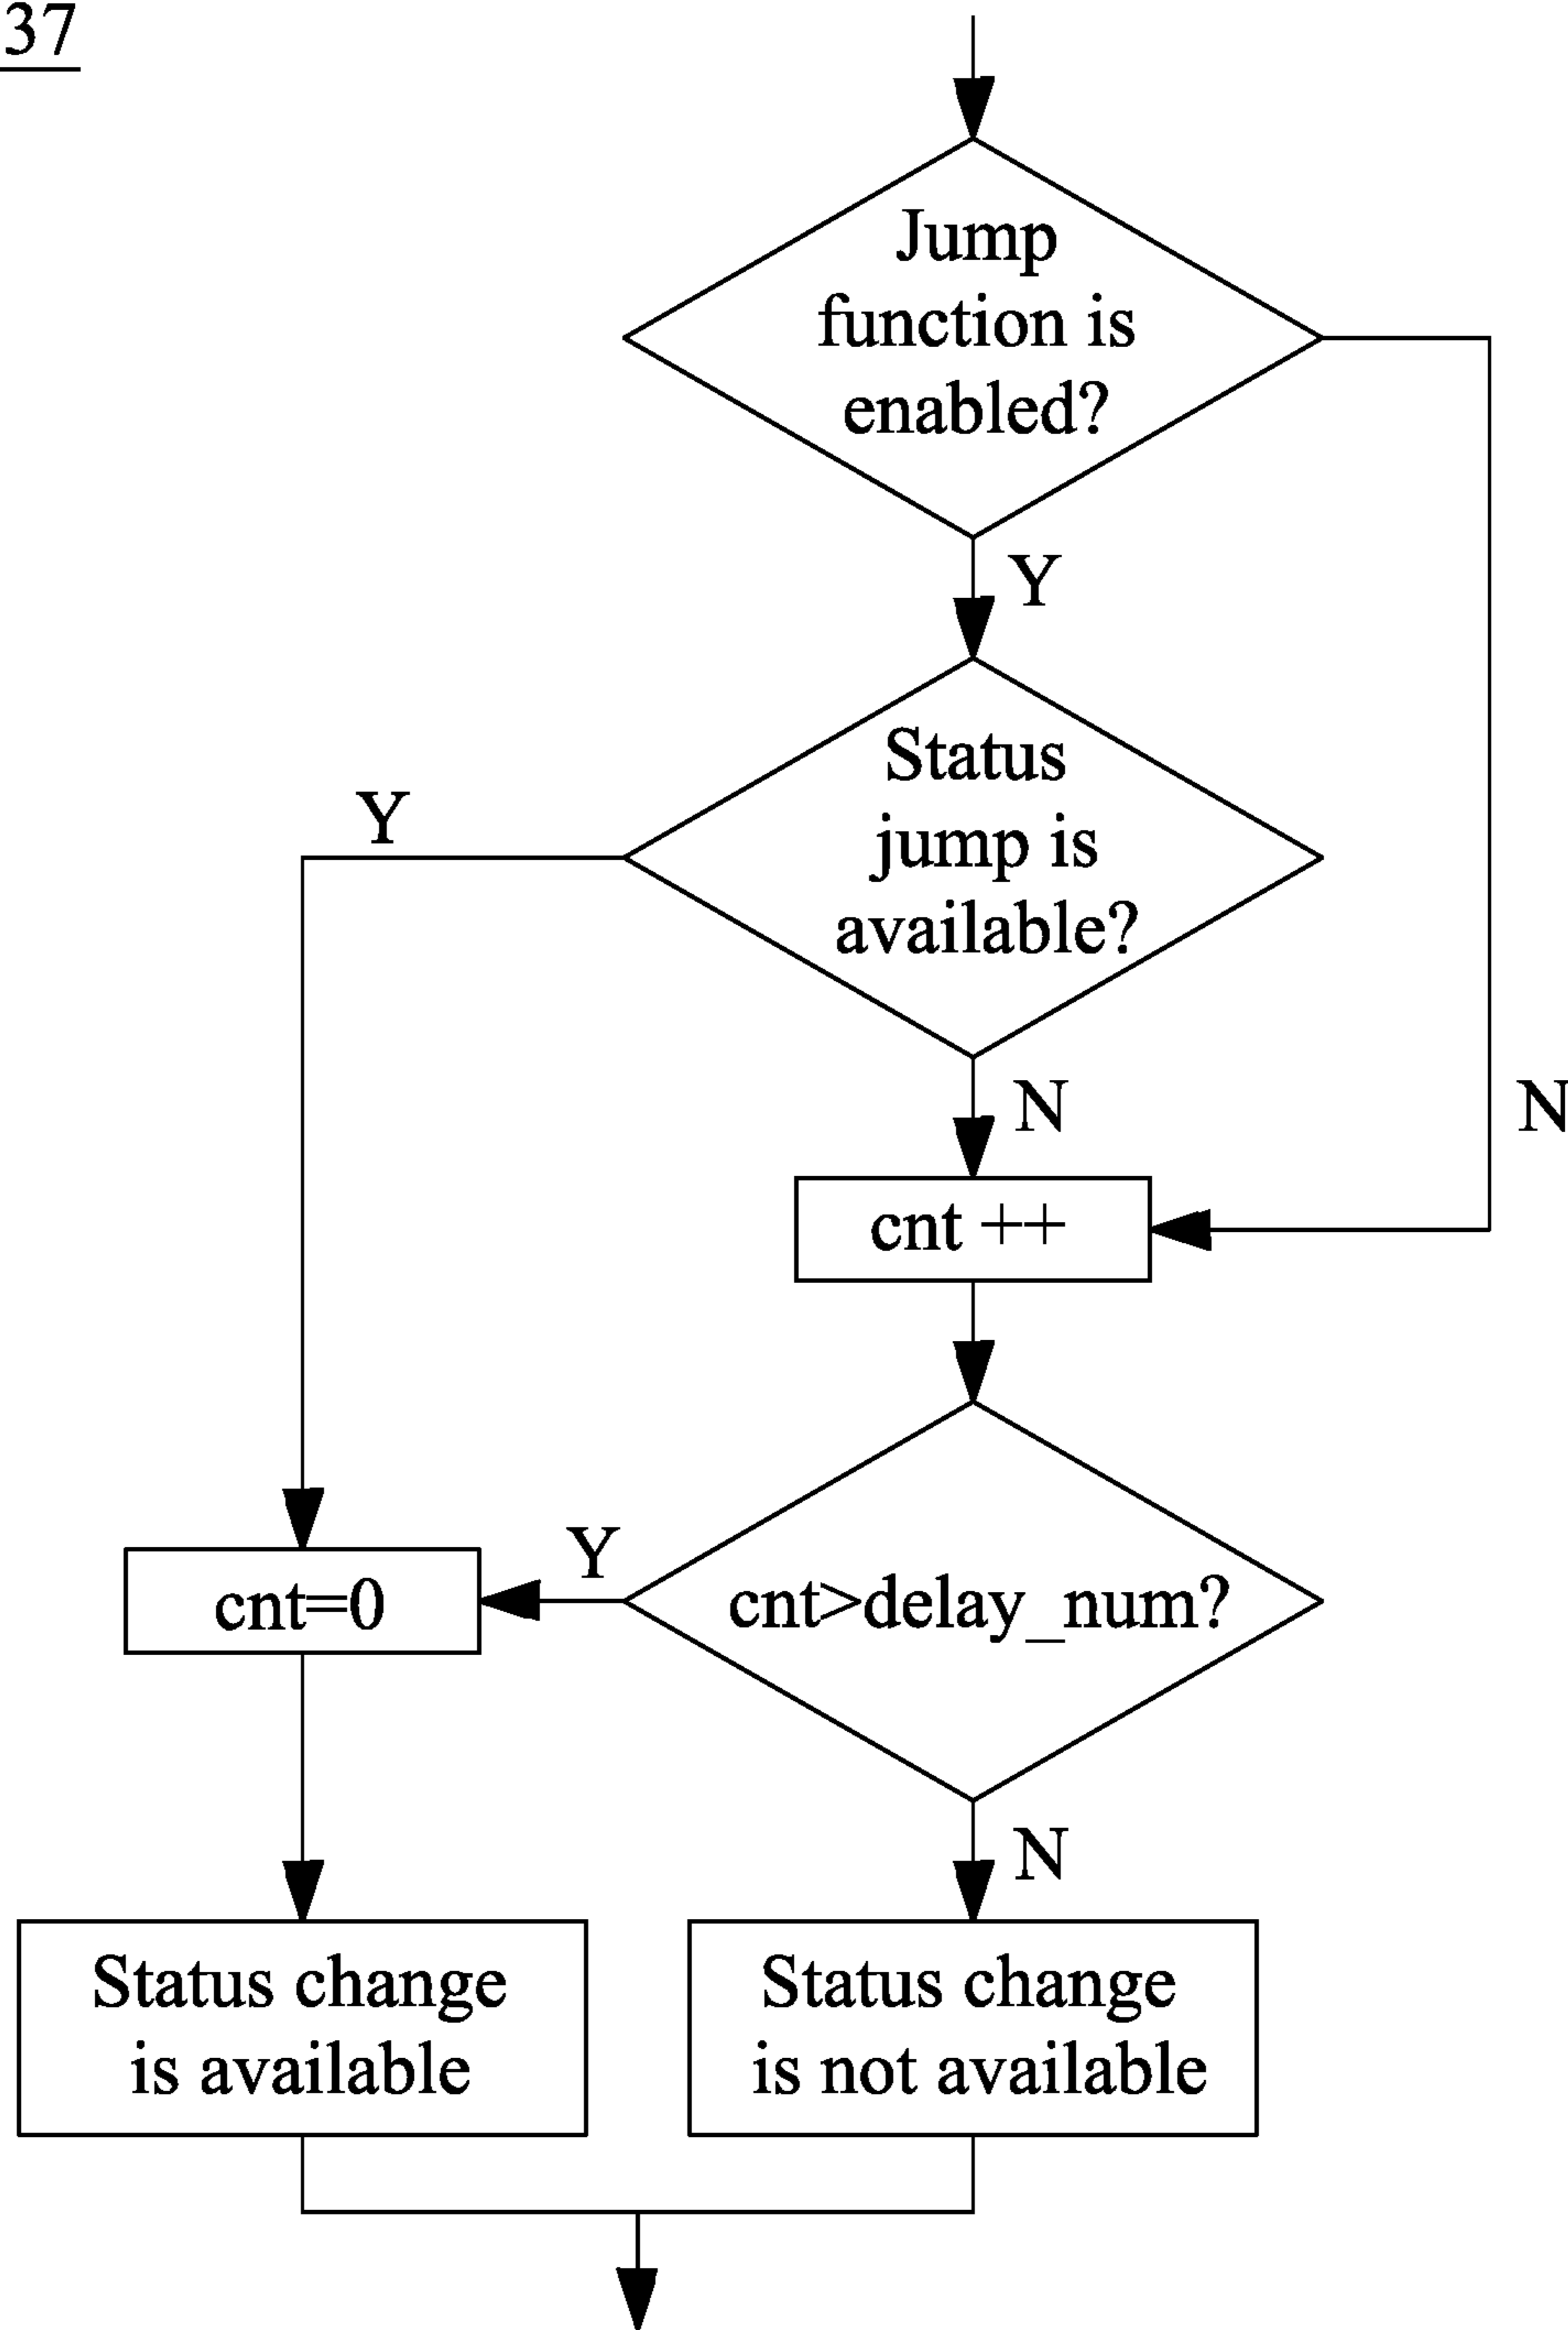 37
Jump
function is
enabled?
Y
Status
jump is
available?
Y
N
N
cnt ++
cnt>delay_num?
Y
cnt=0
N
Status change
is available
Status change
is not available